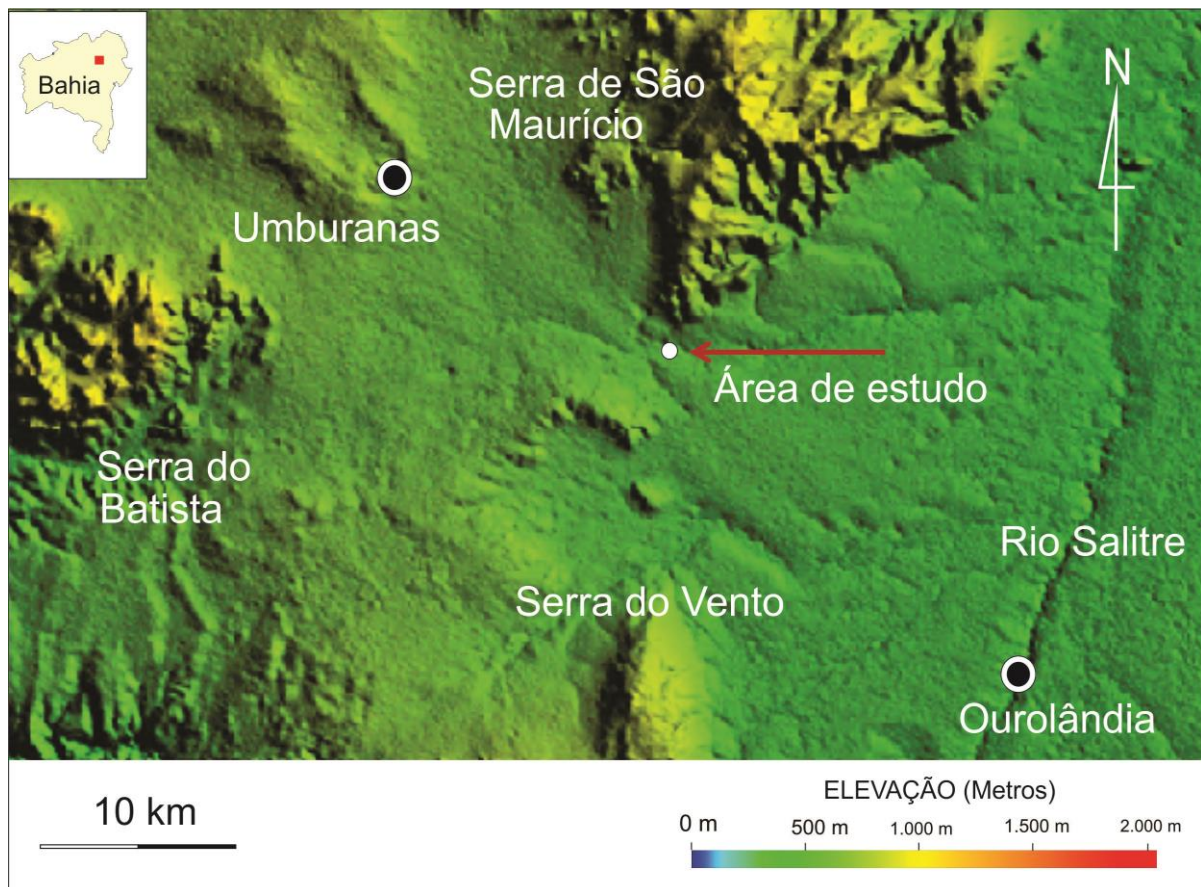 Bahia
Serra de São
Maurício
N
Umburanas
Área de estudo
Serra do
Batista
Rio Salitre
Serra do Vento
Ourolândia
10 km
ELEVAÇÃO (Metros)
0 m 500 m 1.000 m 1.500 m 2.000 m